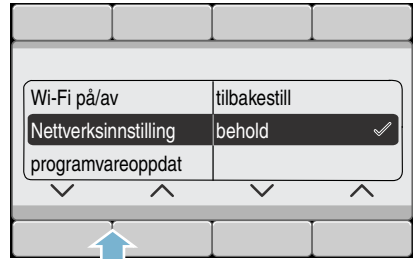 Wi-Fi på/av tilbakestill
Nettverksinnstilling behold
programvareoppdat